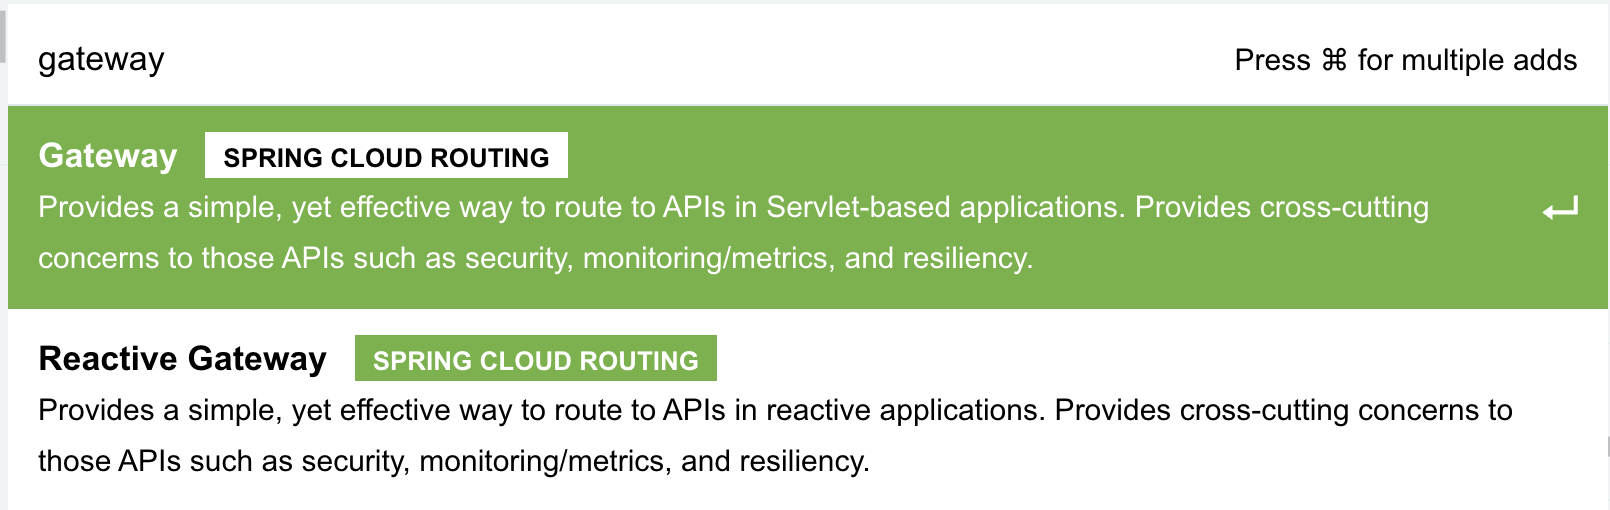 gateway
Press ⌘ for multiple adds
Gateway SPRING CLOUD ROUTING
Provides a simple, yet effective way to route to APIs in Servlet-based applications. Provides cross-cutting
concerns to those APIs such as security, monitoring/metrics, and resiliency.
Reactive Gateway SPRING CLOUD ROUTING
Provides a simple, yet effective way to route to APIs in reactive applications. Provides cross-cutting concerns to
those APIs such as security, monitoring/metrics, and resiliency.